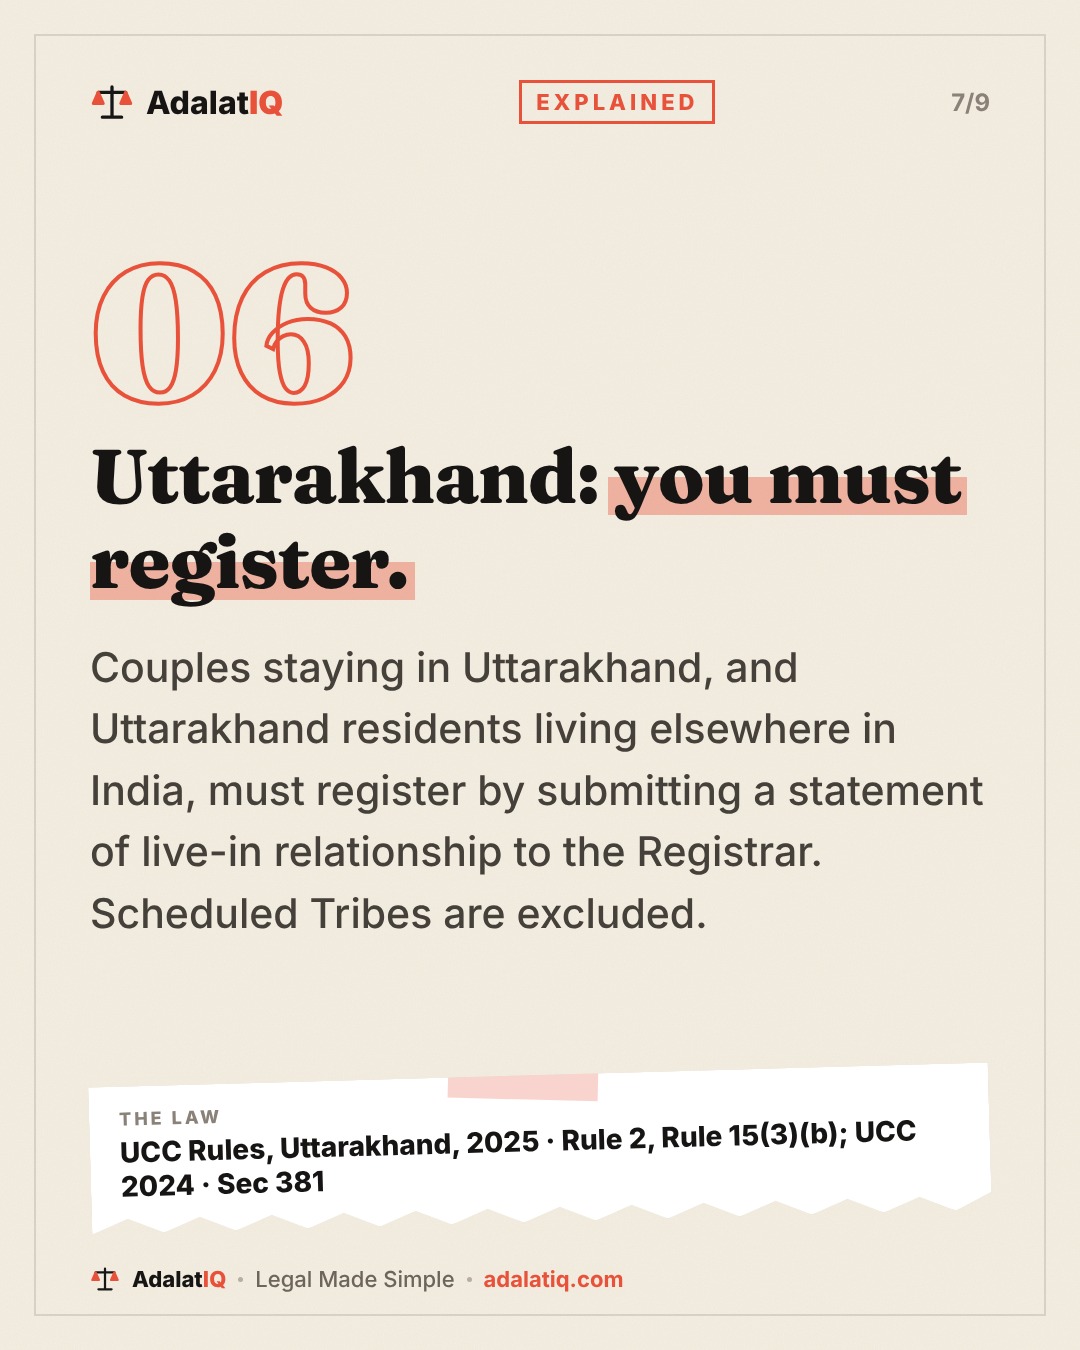 AdalatIQ
EXPLAINED
7/9
06
Uttarakhand: you must
register.
Couples staying in Uttarakhand, and
Uttarakhand residents living elsewhere in
India, must register by submitting a statement
of live-in relationship to the Registrar.
Scheduled Tribes are excluded.
THE LAW
UCC Rules, Uttarakhand, 2025 · Rule 2, Rule 15(3)(b); UCC
2024 · Sec 381
AdalatIQ • Legal Made Simple • adalatiq.com